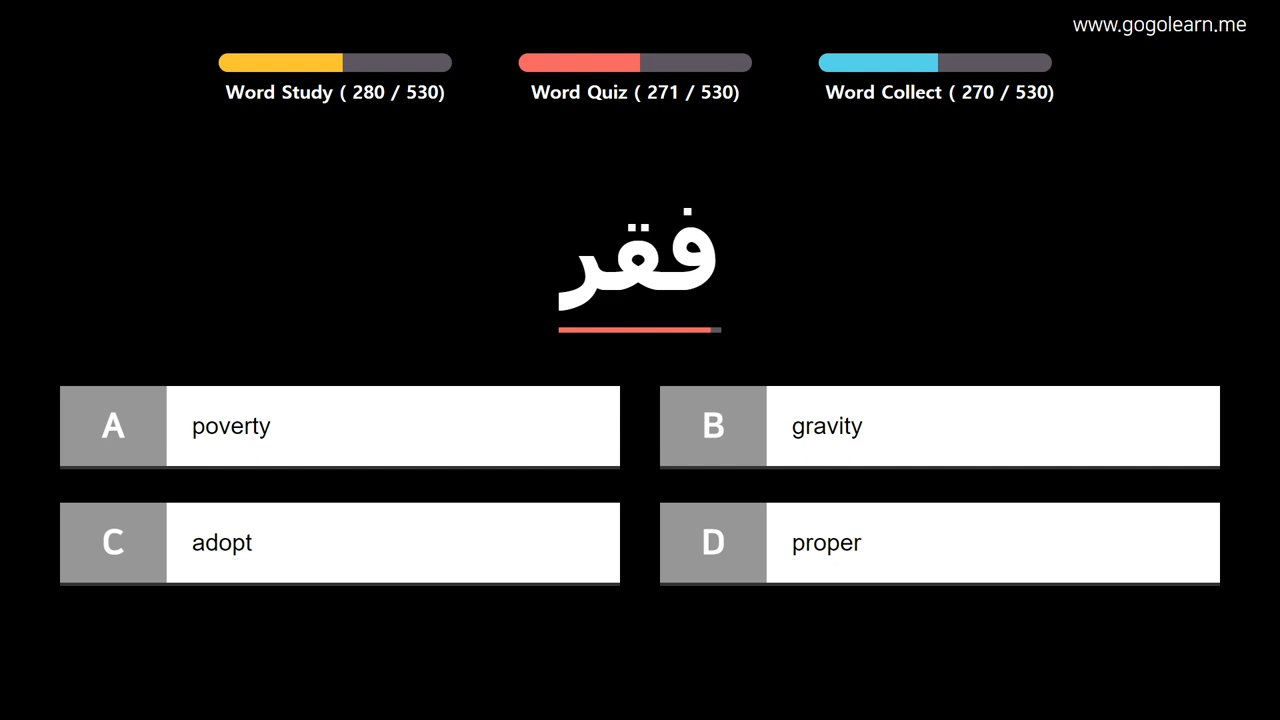 www.gogolearn.me
Word Study ( 280 / 530)
Word Quiz ( 271 / 530)
Word Collect ( 270 / 530)
فقر
A poverty
B gravity
C adopt
D proper